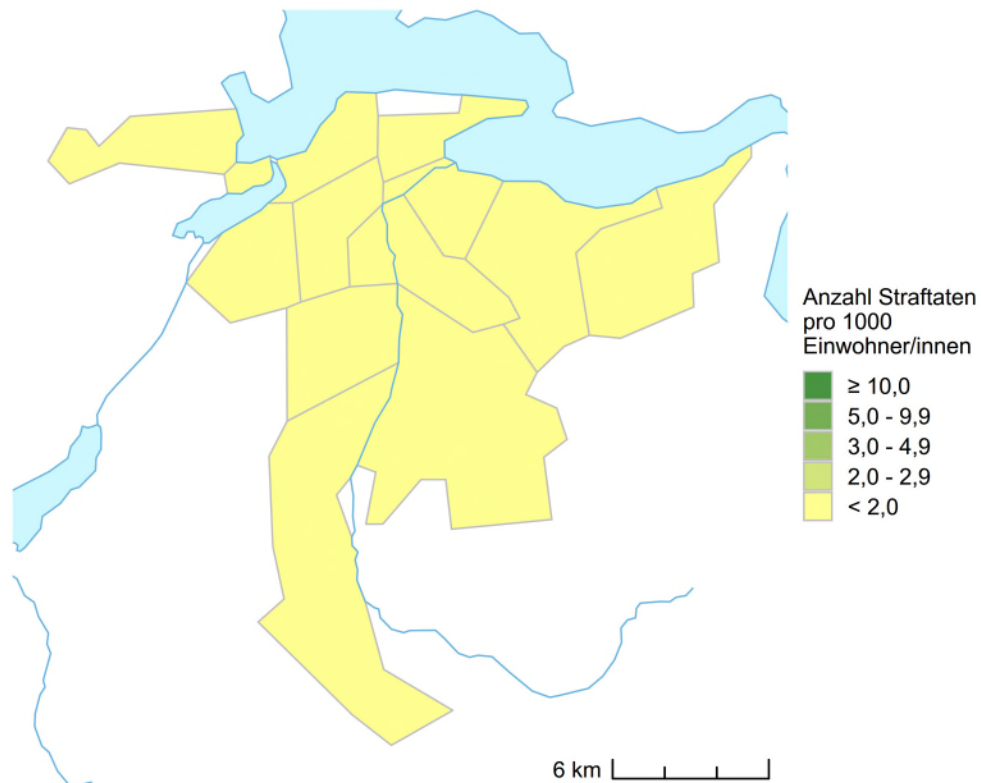 Anzahl Straftaten
pro 1000
Einwohner/innen
≥ 10,0
5,0 - 9,9
3,0 - 4,9
2,0 - 2,9
< 2,0
6 km